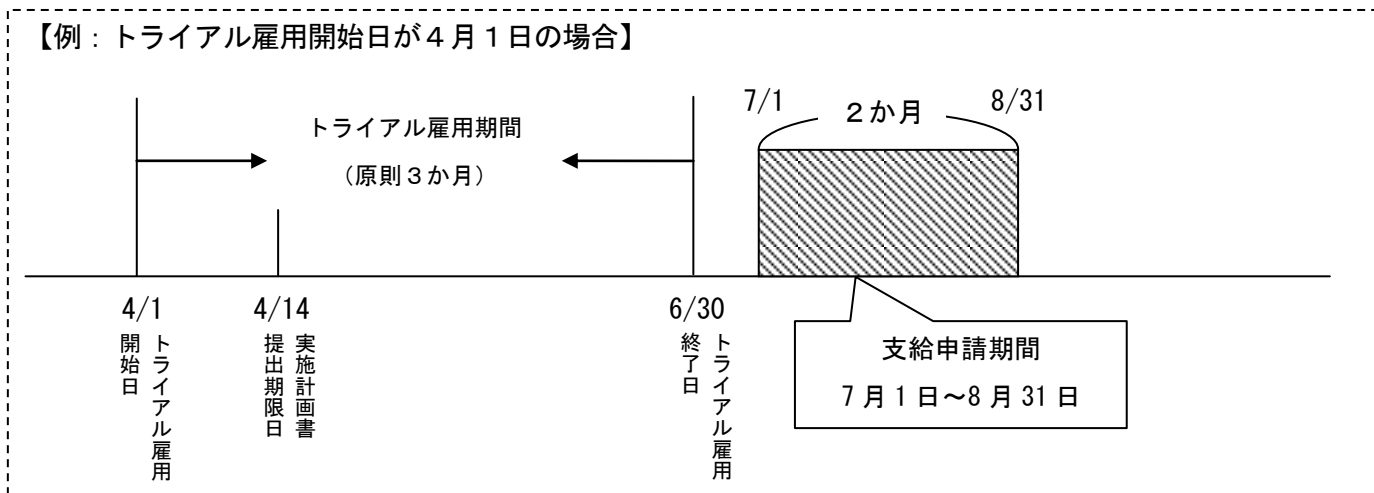 【例：トライアル雇用開始日が４月１日の場合】
トライアル雇用期間
（原則３か月）
7/1
２か月
8/31
4/1
トライアル雇用
開始日
4/14
実施計画書
提出期限日
6/30
トライアル雇用
終了日
支給申請期間
7月1日～8月31日